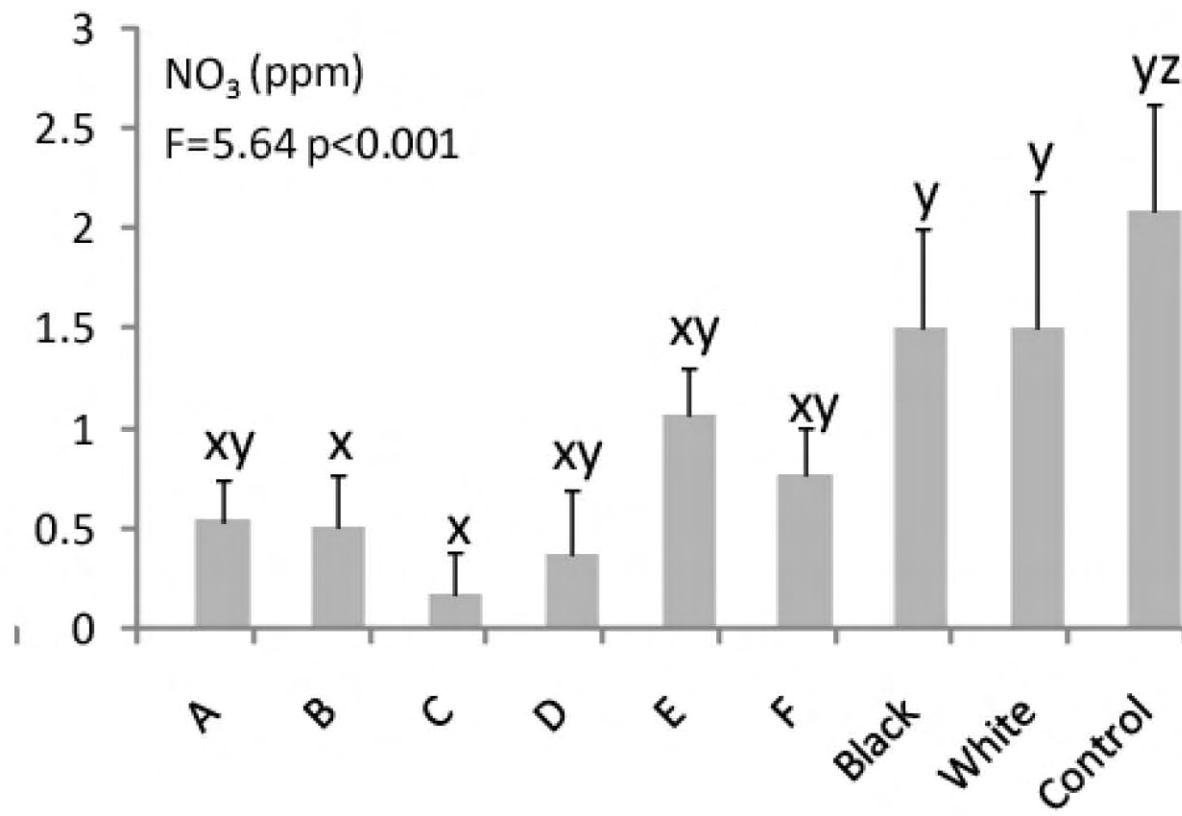 3
NO₃ (ppm)
F=5.64 p<0.001
2.5
2
1.5
1
0.5
0
xy
x
x
xy
xy
xy
y
y
yz
A
B
C
D
E
F
Black
White
Control